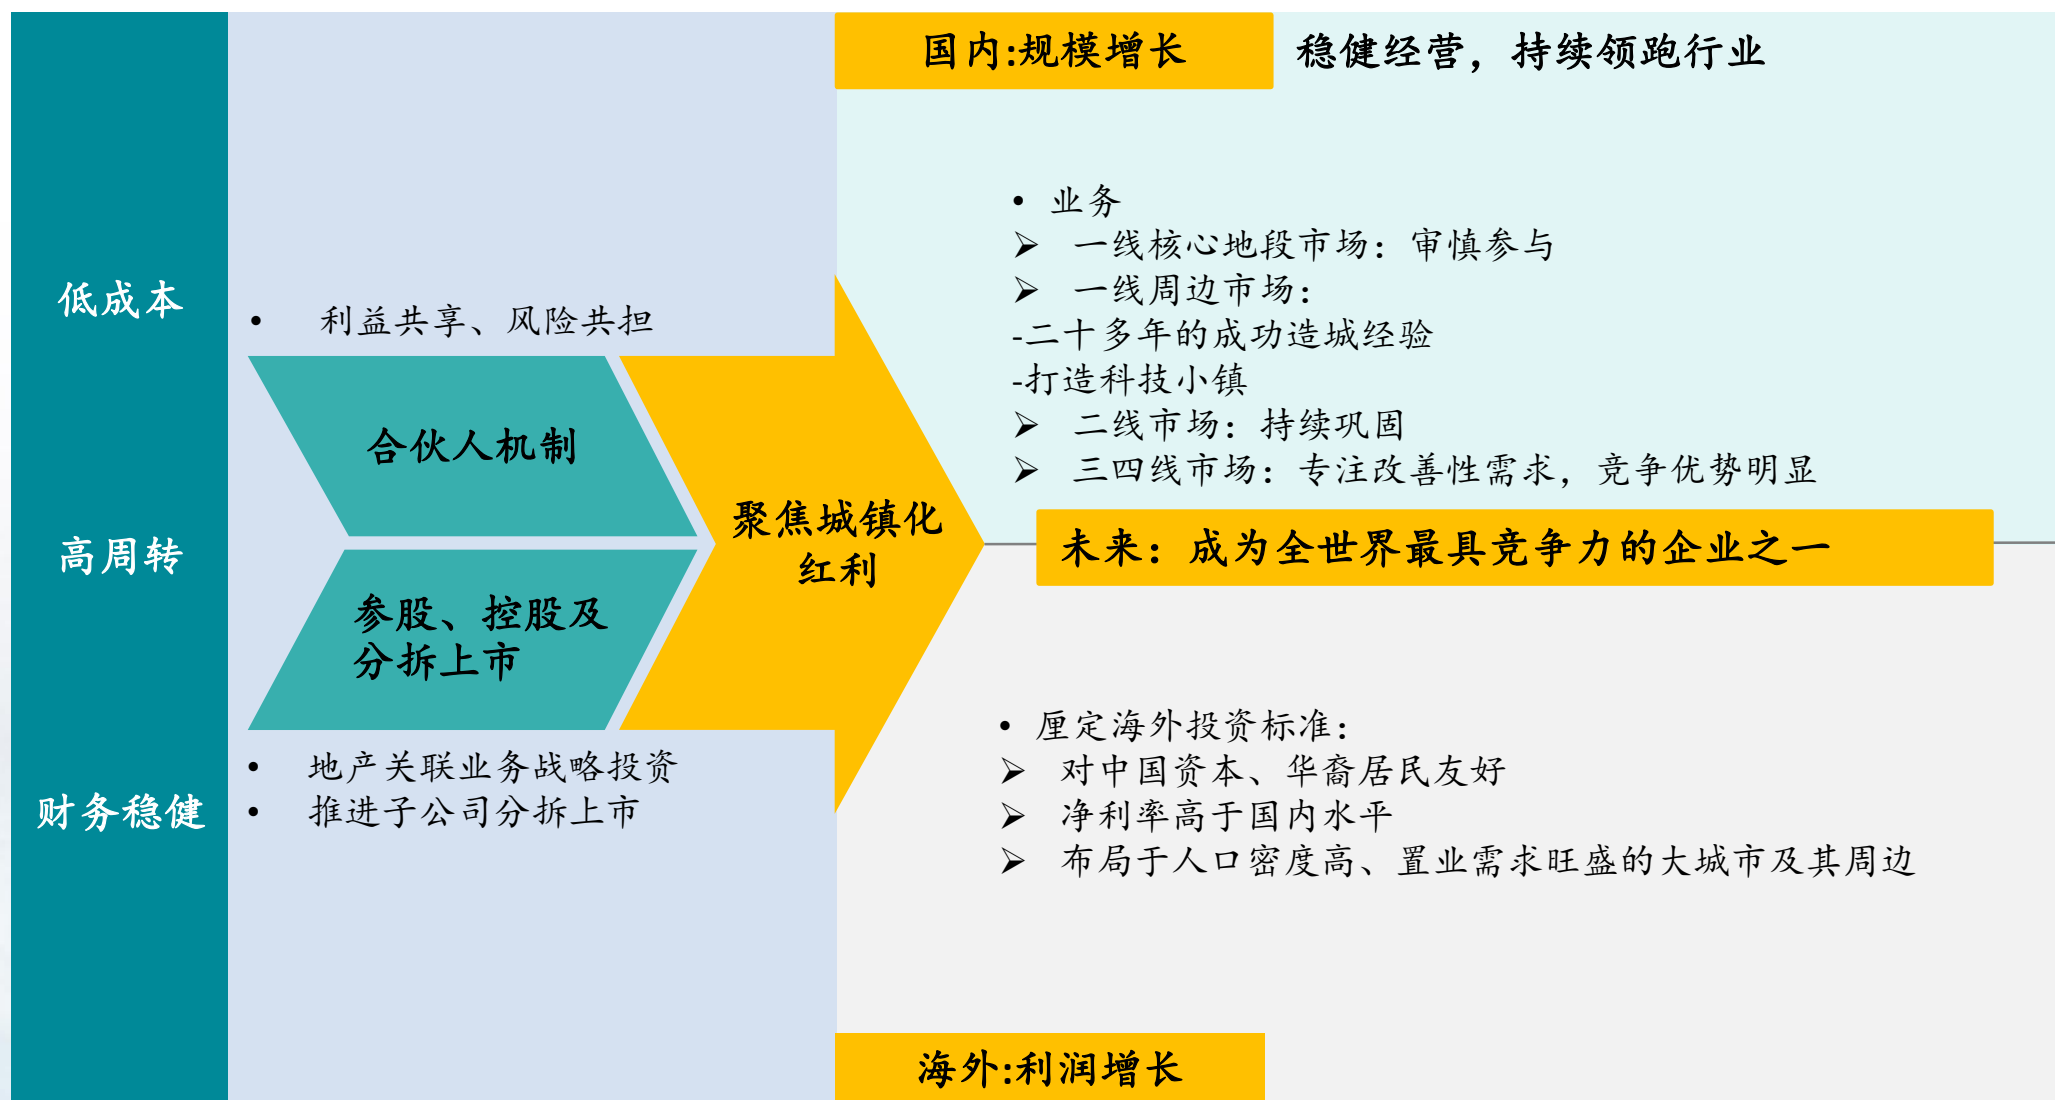 低成本
高周转
财务稳健
• 利益共享、风险共担
合伙人机制
参股、控股及
分拆上市
• 地产关联业务战略投资
• 推进子公司分拆上市
聚焦城镇化
红利
国内:规模增长
稳健经营，持续领跑行业
• 业务
➢ 一线核心地段市场：审慎参与
➢ 一线周边市场：
-二十多年的成功造城经验
-打造科技小镇
➢ 二线市场：持续巩固
➢ 三四线市场：专注改善性需求，竞争优势明显
未来：成为全世界最具竞争力的企业之一
• 厘定海外投资标准：
➢ 对中国资本、华裔居民友好
➢ 净利率高于国内水平
➢ 布局于人口密度高、置业需求旺盛的大城市及其周边
海外:利润增长